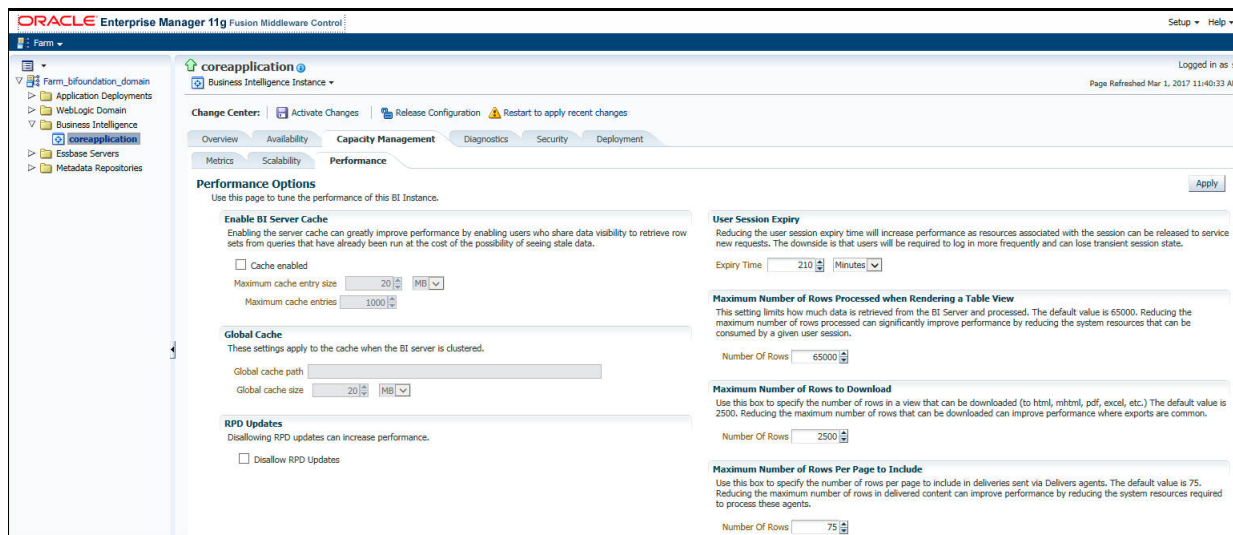 ORACLE Enterprise Manager 11g Fusion Middleware Control
Setup Help
Farm
Farm_bifoundation_domain
Application Deployments
WebLogic Domain
Business Intelligence
coreapplication
Essbase Servers
Metadata Repositories
coreapplication
Logged in as
Business Intelligence Instance
Page Refreshed Mar 1, 2017 11:40:33
Change Center: Activate Changes Release Configuration Restart to apply recent changes
Overview Availability Capacity Management Diagnostics Security Deployment
Metrics Scalability Performance
Performance Options
Apply
Use this page to tune the performance of this BI Instance.
Enable BI Server Cache
Enabling the server cache can greatly improve performance by enabling users who share data visibility to retrieve row
sets from queries that have already been run at the cost of the possibility of seeing stale data.
Cache enabled
Maximum cache entry size 20 MB
Maximum cache entries 1000
Global Cache
These settings apply to the cache when the BI server is clustered.
Global cache path
Global cache size 20 MB
RPD Updates
Disallowing RPD updates can increase performance.
Disallow RPD Updates
User Session Expiry
Reducing the user session expiry time will increase performance as resources associated with the session can be released to service
new requests. The downside is that users will be required to log in more frequently and can lose transient session state.
Expiry Time 210 Minutes
Maximum Number of Rows Processed when Rendering a Table View
This setting limits how much data is retrieved from the BI Server and processed. The default value is 65000. Reducing the
maximum number of rows processed can significantly improve performance by reducing the system resources that can be
consumed by a given user session.
Number Of Rows 65000
Maximum Number of Rows to Download
Use this box to specify the number of rows in a view that can be downloaded (to html, mhtml, pdf, excel, etc.) The default value is
2500. Reducing the maximum number of rows that can be downloaded can improve performance where exports are common.
Number Of Rows 2500
Maximum Number of Rows Per Page to Include
Use this box to specify the number of rows per page to include in deliveries sent via Delivers agents. The default value is 75.
Reducing the maximum number of rows in delivered content can improve performance by reducing the system resources required
to process these agents.
Number Of Rows 75